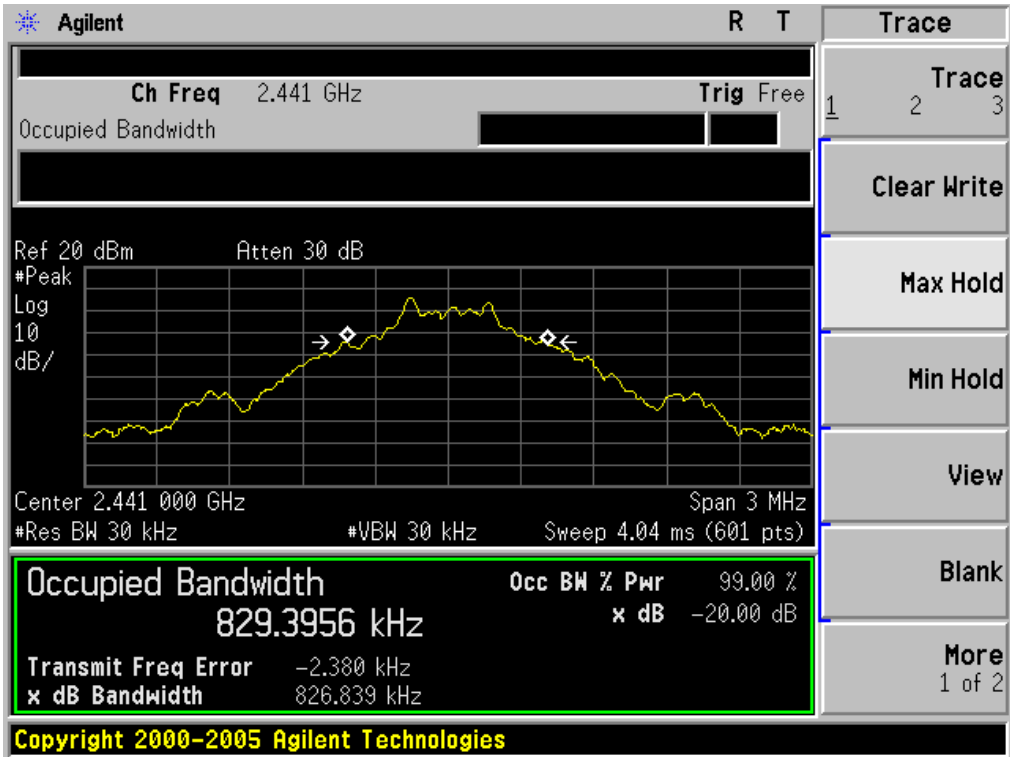 Agilent R T
Ch Freq 2.441 GHz Trig Free
Occupied Bandwidth
Ref 20 dBm Atten 30 dB
#Peak
Log
10
dB/
Center 2.441 000 GHz Span 3 MHz
#Res BW 30 kHz #VBW 30 kHz Sweep 4.04 ms (601 pts)
Occupied Bandwidth Occ BW % Pwr 99.00 %
829.3956 kHz x dB -20.00 dB
Transmit Freq Error -2.380 kHz
x dB Bandwidth 826.839 kHz
Copyright 2000-2005 Agilent Technologies
Trace
Trace
1 2 3
Clear Write
Max Hold
Min Hold
View
Blank
More
1 of 2